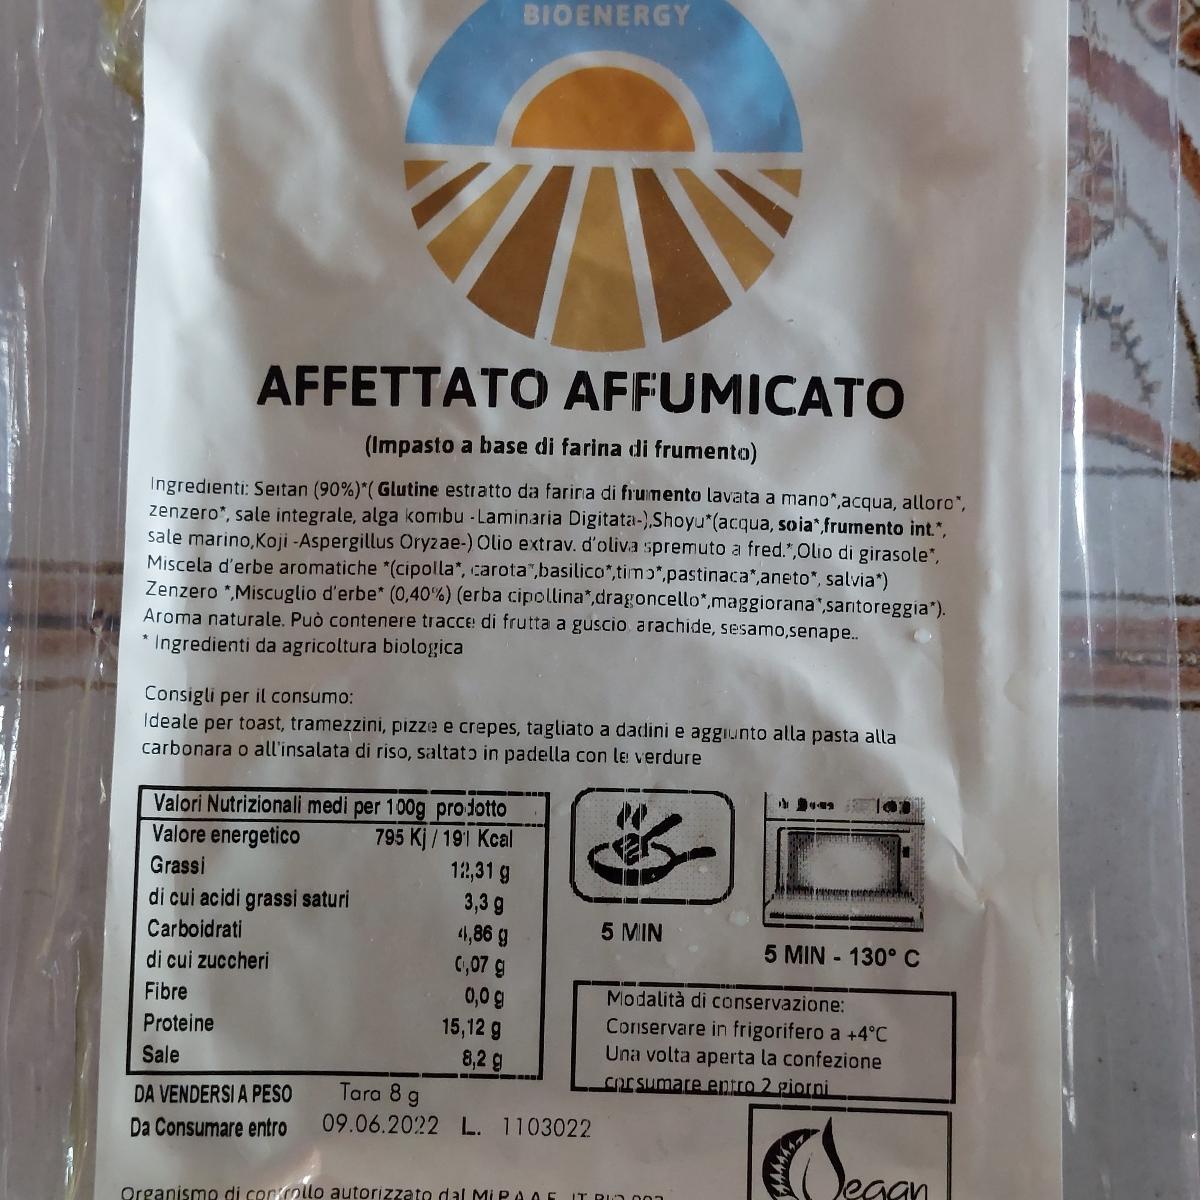 BIOENERGY
AFFETTATO AFFUMICATO
(Impasto a base di farina di frumento)
Ingredienti: Seitan (90%)*( Glutine estratto da farina di frumento lavata a mano*,acqua, alloro*,
zenzero*, sale integrale, alga kombu -Laminaria Digitata-),Shoyu*(acqua, soia*,frumento int.*,
sale marino,Koji -Aspergillus Oryzae-) Olio extrav. d'oliva spremuto a fred.*,Olio di girasole*,
Miscela d'erbe aromatiche *(cipolla*, carota*,basilico*,timo*,pastinaca*,aneto*, salvia*)
Zenzero *,Miscuglio d'erbe* (0,40%) (erba cipollina*,dragoncello*,maggiorana*,santoreggia*).
Aroma naturale. Può contenere tracce di frutta a guscio, arachide, sesamo,senape..
* Ingredienti da agricoltura biologica
Consigli per il consumo:
Ideale per toast, tramezzini, pizze e crepes, tagliato a dadini e aggiunto alla pasta alla
carbonara o all'insalata di riso, saltato in padella con le verdure
Valori Nutrizionali medi per 100g prodotto
Valore energetico 795 Kj / 191 Kcal
Grassi 12,31 g
di cui acidi grassi saturi 3,3 g
Carboidrati 4,86 g
di cui zuccheri 0,07 g
Fibre 0,0 g
Proteine 15,12 g
Sale 8,2 g
5 MIN
5 MIN - 130° C
Modalità di conservazione:
Conservare in frigorifero a +4°C
Una volta aperta la confezione
consumare entro 2 giorni
DA VENDERSI A PESO Tara 8 g
Da Consumare entro 09.06.2022 L. 1103022
Vegan
Organismo di controllo autorizzato dal MiPAAF IT BIO